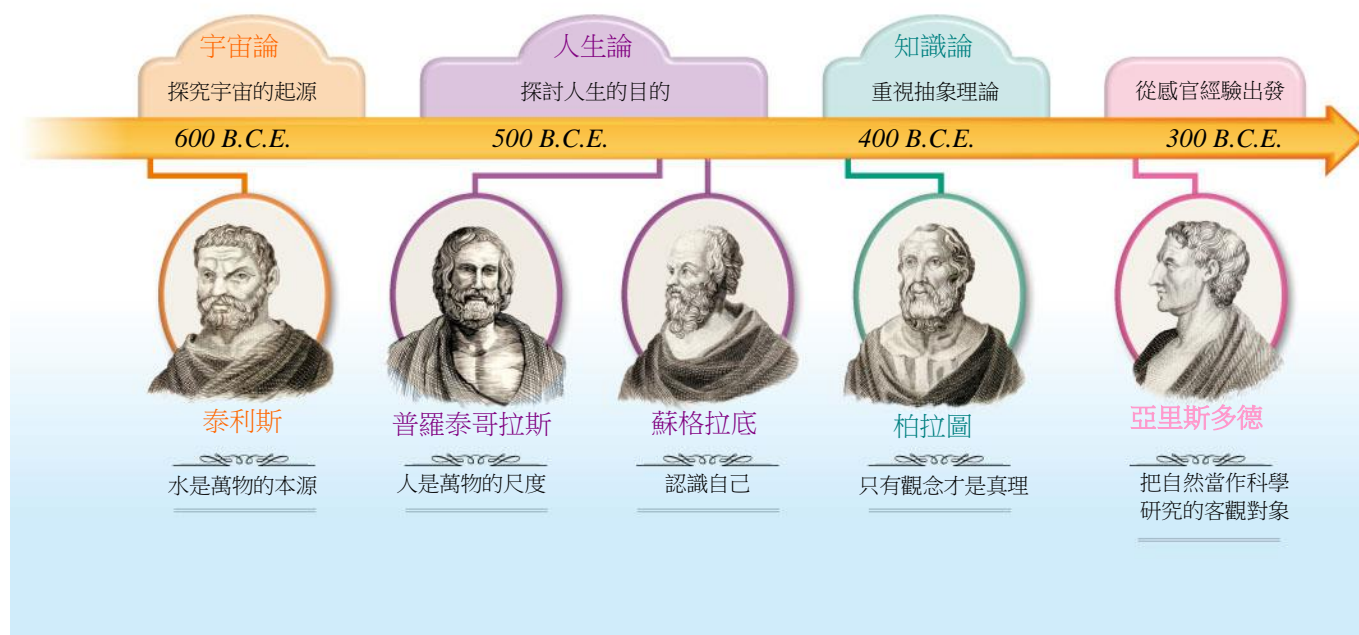 宇宙論
探究宇宙的起源
人生論
探討人生的目的
知識論
重視抽象理論
從感官經驗出發
600 B.C.E.
500 B.C.E.
400 B.C.E.
300 B.C.E.
泰利斯
水是萬物的本源
普羅泰哥拉斯
人是萬物的尺度
蘇格拉底
認識自己
柏拉圖
只有觀念才是真理
亞里斯多德
把自然當作科學
研究的客觀對象